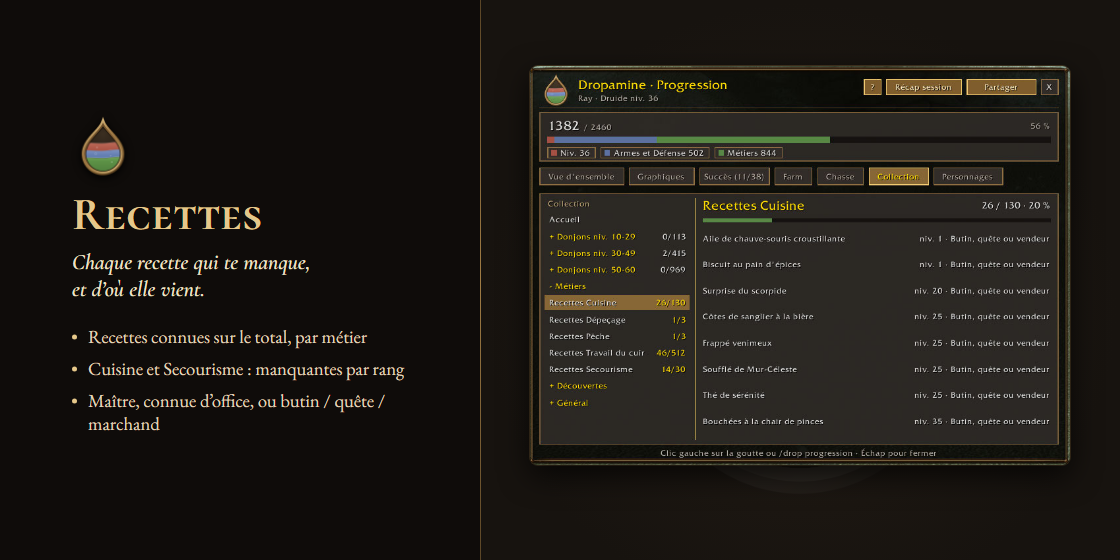 Recettes
Chaque recette qui te manque,
et d'où elle vient.
• Recettes connues sur le total, par métier
• Cuisine et Secourisme : manquantes par rang
• Maître, connue d'office, ou butin / quête /
marchand
Dropamine · Progression
Ray · Druide niv. 36
? Récap session Partager X
1382 / 2460 56 %
Niv. 36 Armes et Défense 502 Métiers 844
Vue d'ensemble Graphiques Succès (11/38) Farm Chasse Collection Personnages
Collection
Accueil
+ Donjons niv. 10-29 0/113
+ Donjons niv. 30-49 2/415
+ Donjons niv. 50-60 0/969
- Métiers
Recettes Cuisine 26/130
Recettes Dépeçage 1/3
Recettes Pêche 1/3
Recettes Travail du cuir 46/512
Recettes Secourisme 14/30
+ Découvertes
+ Général
Recettes Cuisine 26 / 130 · 20 %
Aile de chauve-souris croustillante niv. 1 · Butin, quête ou vendeur
Biscuit au pain d'épices niv. 1 · Butin, quête ou vendeur
Surprise du scorpide niv. 20 · Butin, quête ou vendeur
Côtes de sanglier à la bière niv. 25 · Butin, quête ou vendeur
Frappé venimeux niv. 25 · Butin, quête ou vendeur
Soufflé de Mur-Céleste niv. 25 · Butin, quête ou vendeur
Thé de sérénité niv. 25 · Butin, quête ou vendeur
Bouchées à la chair de pinces niv. 35 · Butin, quête ou vendeur
Clic gauche sur la goutte ou /drop progression · Échap pour fermer